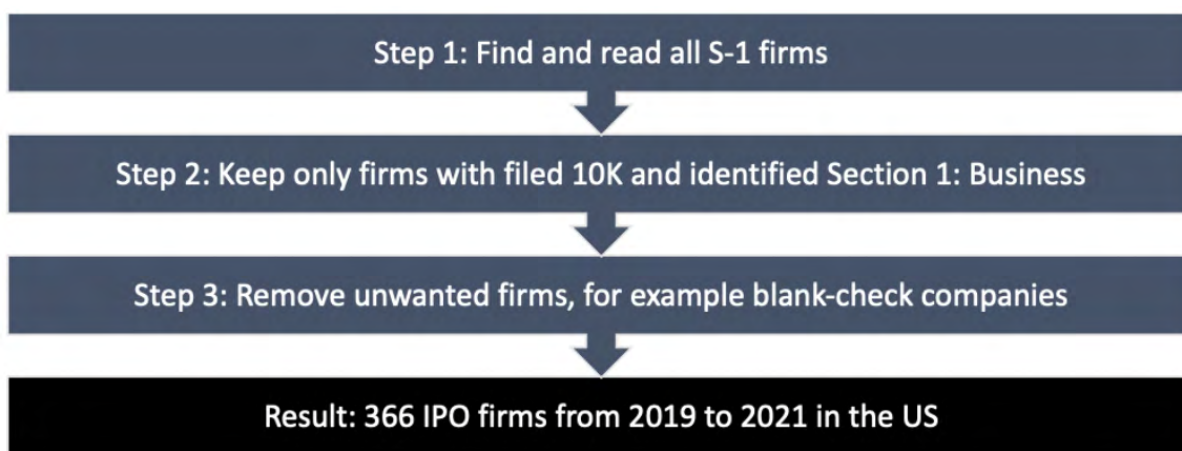 Step 1: Find and read all S-1 firms
Step 2: Keep only firms with filed 10K and identified Section 1: Business
Step 3: Remove unwanted firms, for example blank-check companies
Result: 366 IPO firms from 2019 to 2021 in the US